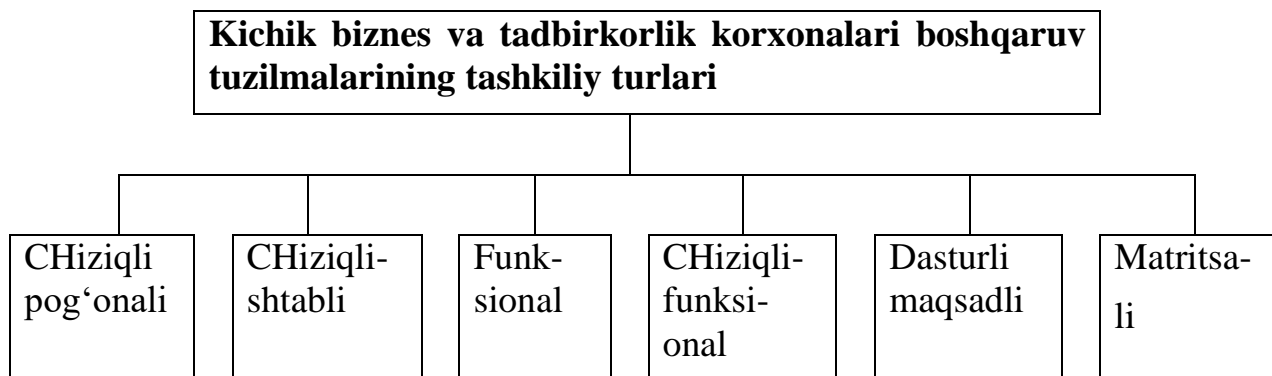 Kichik biznes va tadbirkorlik korxonalari boshqaruv
tuzilmalarining tashkiliy turlari
CHiziqli
pog‘onali
CHiziqli-
shtabli
Funk-
sional
CHiziqli-
funksi-
onal
Dasturli
maqsadli
Matritsa-
li